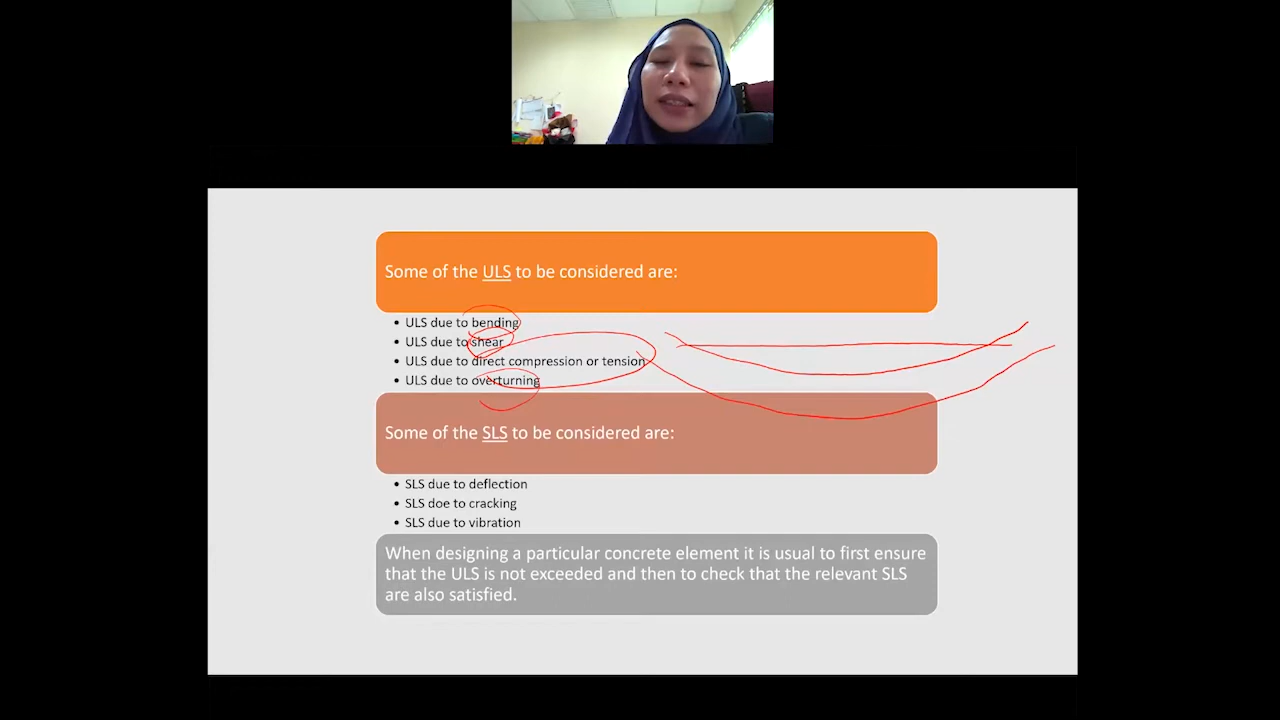 Some of the ULS to be considered are:
• ULS due to bending
• ULS due to shear
• ULS due to direct compression or tension
• ULS due to overturning
Some of the SLS to be considered are:
• SLS due to deflection
• SLS doe to cracking
• SLS due to vibration
When designing a particular concrete element it is usual to first ensure
that the ULS is not exceeded and then to check that the relevant SLS
are also satisfied.